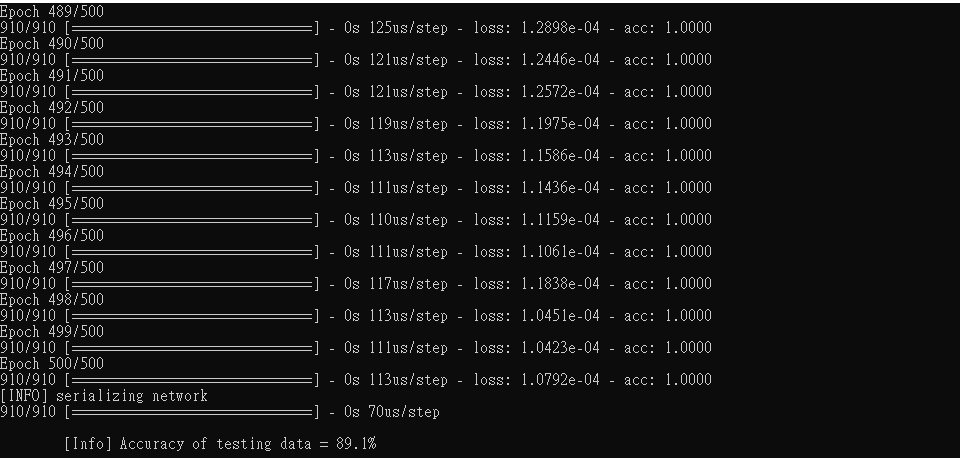 Epoch 489/500
910/910 [==============================] - 0s 125us/step - loss: 1.2898e-04 - acc: 1.0000
Epoch 490/500
910/910 [==============================] - 0s 121us/step - loss: 1.2446e-04 - acc: 1.0000
Epoch 491/500
910/910 [==============================] - 0s 121us/step - loss: 1.2572e-04 - acc: 1.0000
Epoch 492/500
910/910 [==============================] - 0s 119us/step - loss: 1.1975e-04 - acc: 1.0000
Epoch 493/500
910/910 [==============================] - 0s 113us/step - loss: 1.1586e-04 - acc: 1.0000
Epoch 494/500
910/910 [==============================] - 0s 111us/step - loss: 1.1436e-04 - acc: 1.0000
Epoch 495/500
910/910 [==============================] - 0s 110us/step - loss: 1.1159e-04 - acc: 1.0000
Epoch 496/500
910/910 [==============================] - 0s 111us/step - loss: 1.1061e-04 - acc: 1.0000
Epoch 497/500
910/910 [==============================] - 0s 117us/step - loss: 1.1838e-04 - acc: 1.0000
Epoch 498/500
910/910 [==============================] - 0s 113us/step - loss: 1.0451e-04 - acc: 1.0000
Epoch 499/500
910/910 [==============================] - 0s 111us/step - loss: 1.0423e-04 - acc: 1.0000
Epoch 500/500
910/910 [==============================] - 0s 113us/step - loss: 1.0792e-04 - acc: 1.0000
[INFO] serializing network
910/910 [==============================] - 0s 70us/step
[Info] Accuracy of testing data = 89.1%